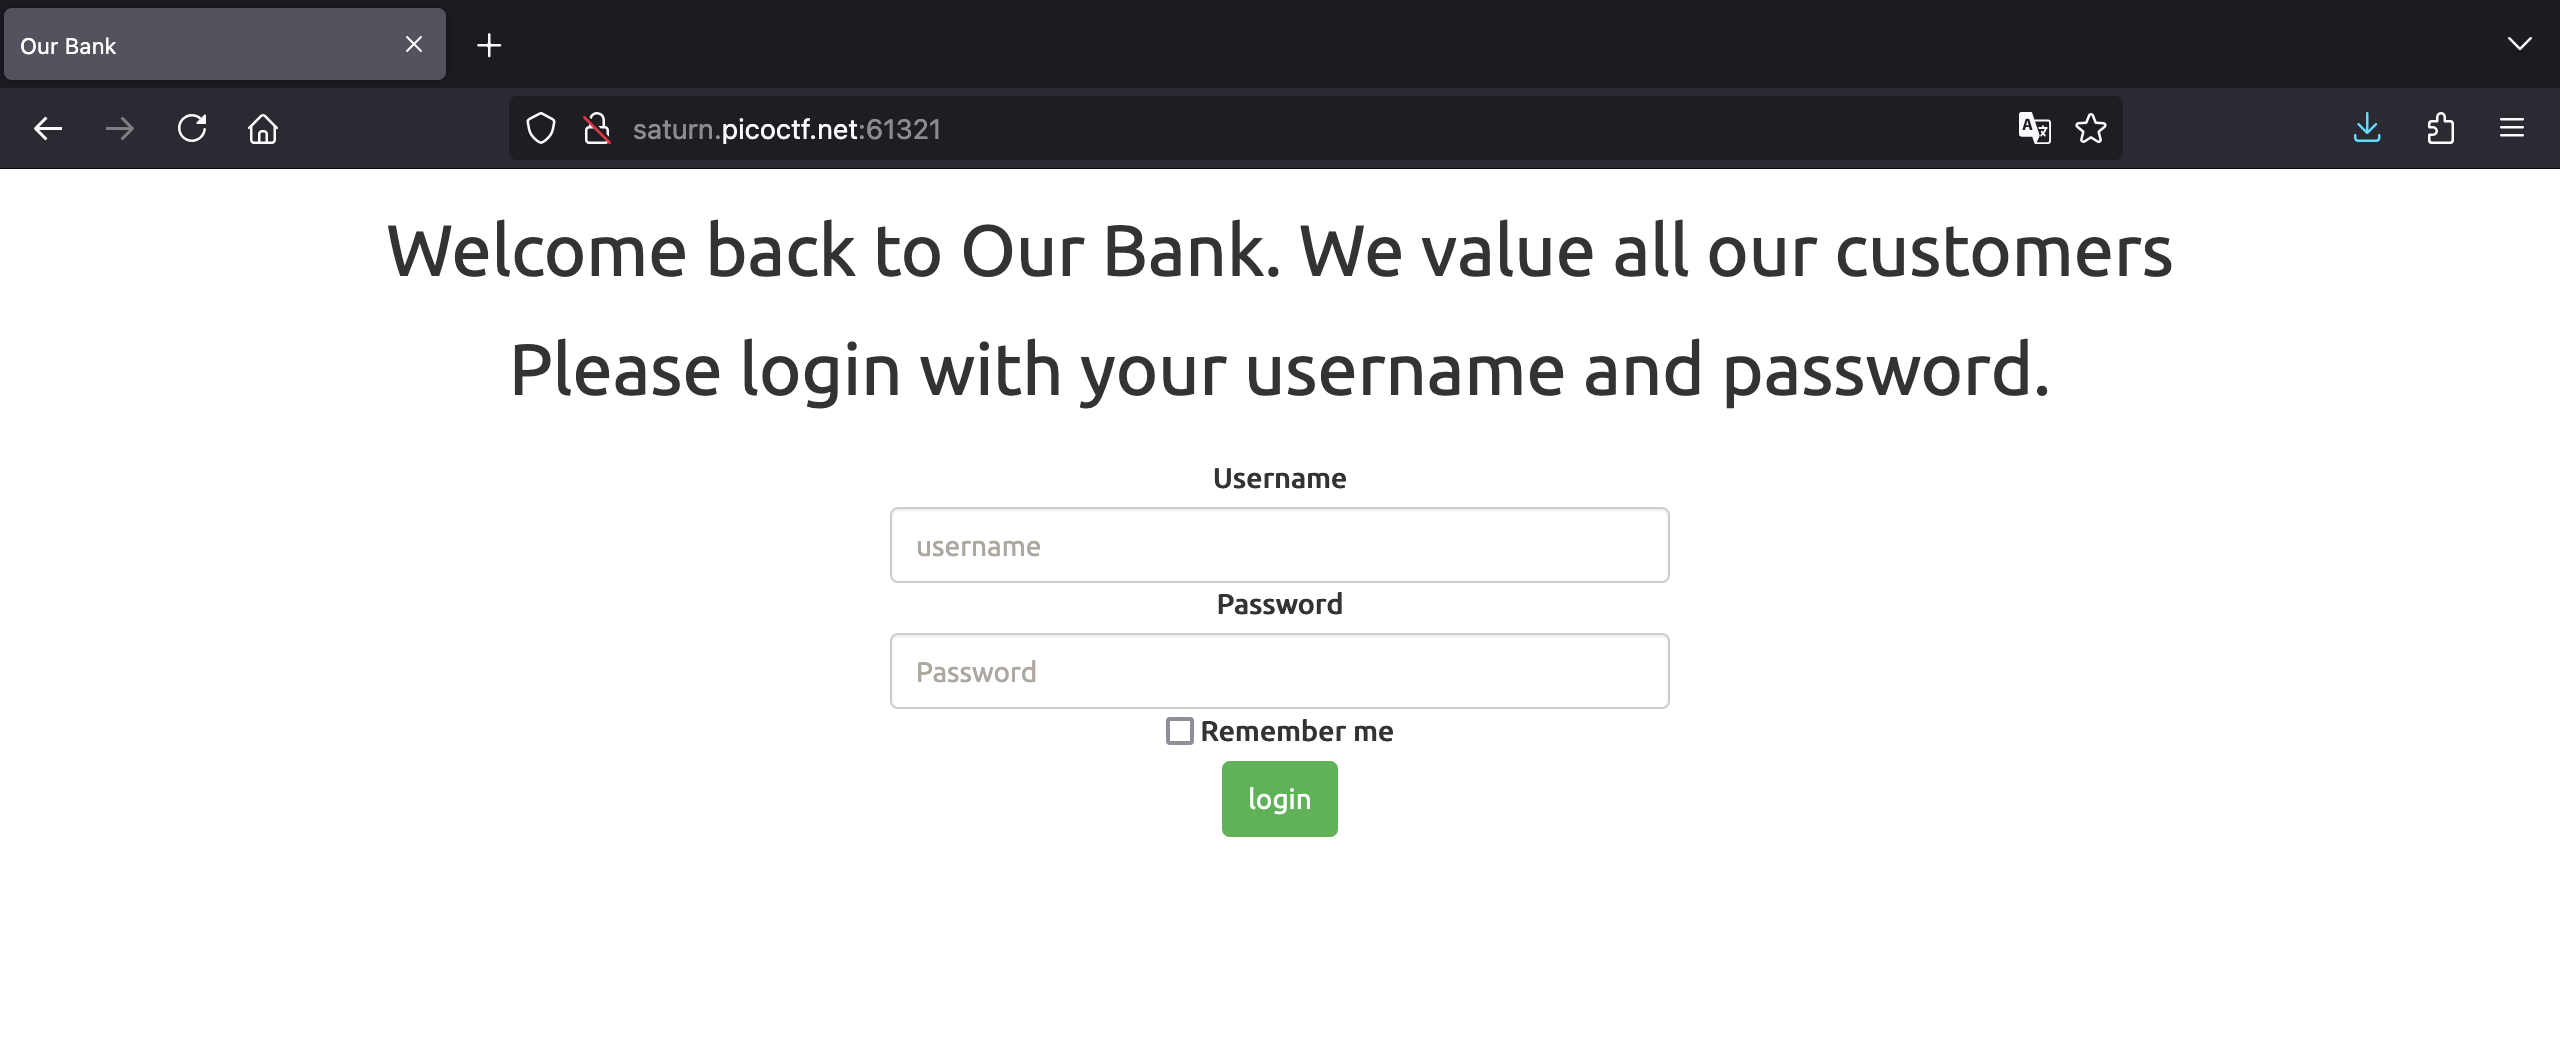 Our Bank
saturn.picoctf.net:61321
Welcome back to Our Bank. We value all our customers
Please login with your username and password.
Username
username
Password
Password
Remember me
login